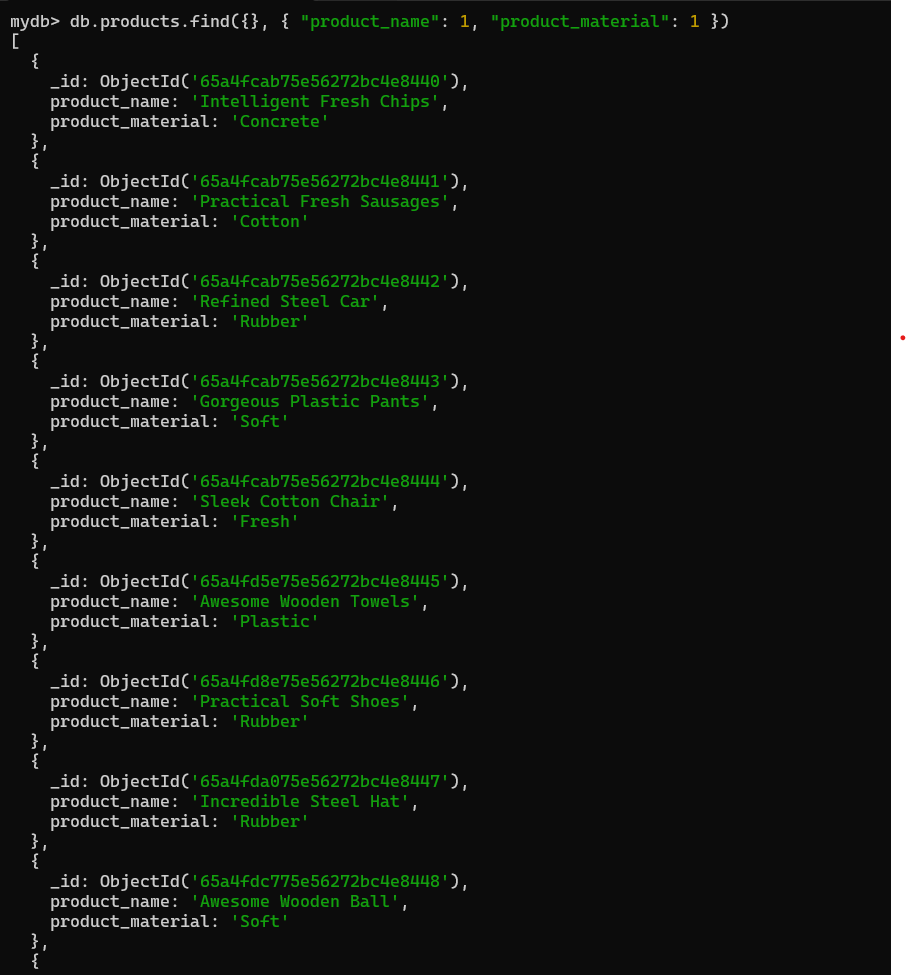 mydb> db.products.find({}, { "product_name": 1, "product_material": 1 })
[
  {
    _id: ObjectId('65a4fcab75e56272bc4e8440'),
    product_name: 'Intelligent Fresh Chips',
    product_material: 'Concrete'
  },
  {
    _id: ObjectId('65a4fcab75e56272bc4e8441'),
    product_name: 'Practical Fresh Sausages',
    product_material: 'Cotton'
  },
  {
    _id: ObjectId('65a4fcab75e56272bc4e8442'),
    product_name: 'Refined Steel Car',
    product_material: 'Rubber'
  },
  {
    _id: ObjectId('65a4fcab75e56272bc4e8443'),
    product_name: 'Gorgeous Plastic Pants',
    product_material: 'Soft'
  },
  {
    _id: ObjectId('65a4fcab75e56272bc4e8444'),
    product_name: 'Sleek Cotton Chair',
    product_material: 'Fresh'
  },
  {
    _id: ObjectId('65a4fd5e75e56272bc4e8445'),
    product_name: 'Awesome Wooden Towels',
    product_material: 'Plastic'
  },
  {
    _id: ObjectId('65a4fd8e75e56272bc4e8446'),
    product_name: 'Practical Soft Shoes',
    product_material: 'Rubber'
  },
  {
    _id: ObjectId('65a4fda075e56272bc4e8447'),
    product_name: 'Incredible Steel Hat',
    product_material: 'Rubber'
  },
  {
    _id: ObjectId('65a4fdc775e56272bc4e8448'),
    product_name: 'Awesome Wooden Ball',
    product_material: 'Soft'
  },
  {